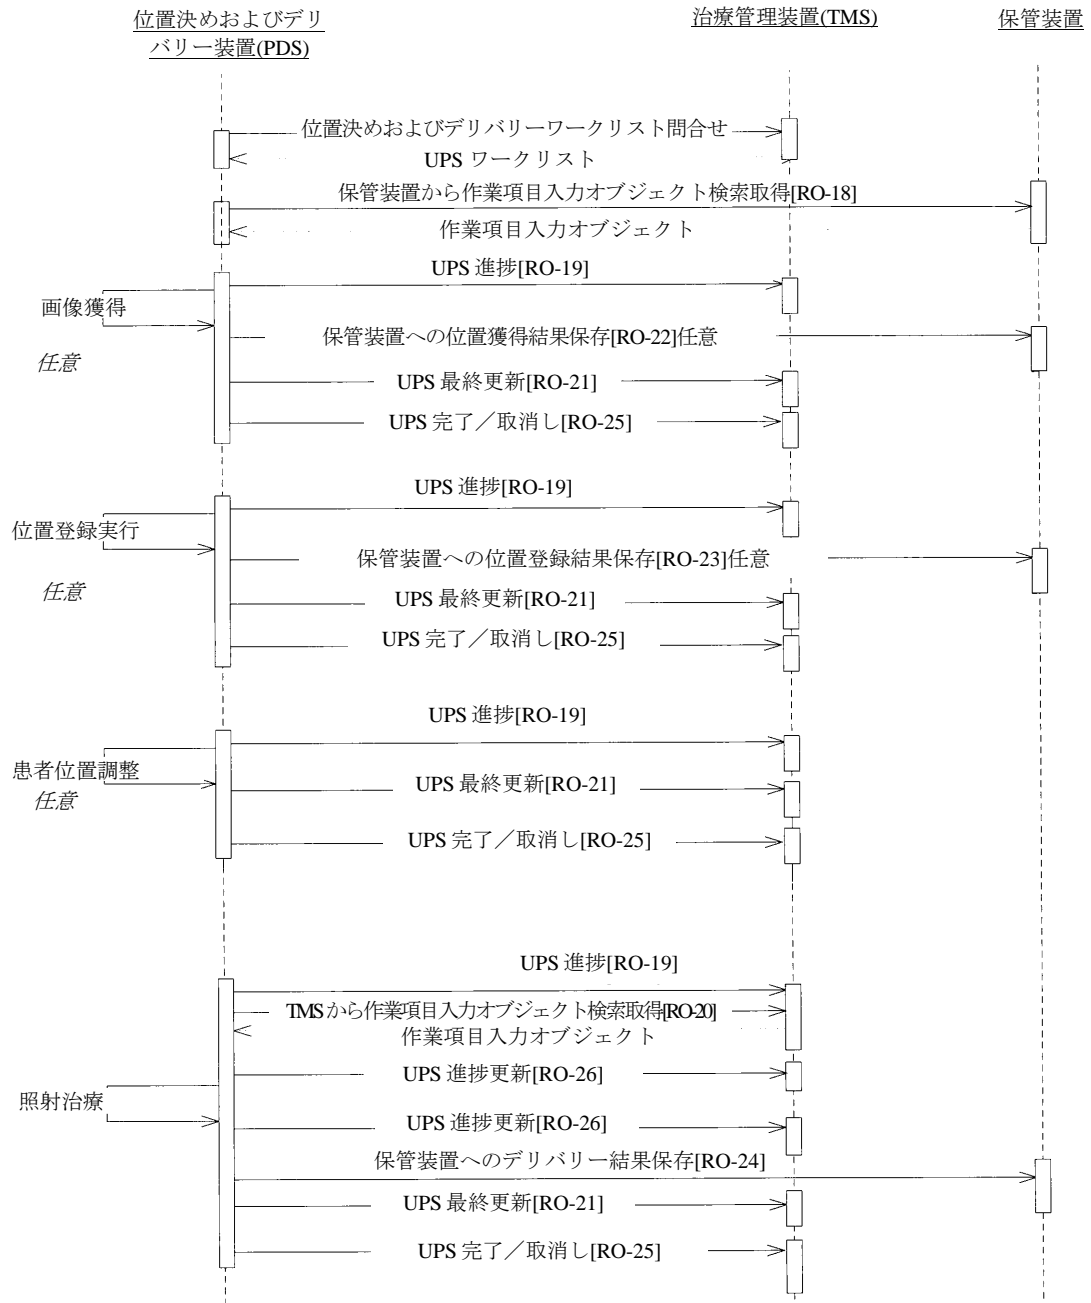 位置決めおよびデリ
バリー装置(PDS)
治療管理装置(TMS)
保管装置
位置決めおよびデリバリーワークリスト問合せ
UPS ワークリスト
保管装置から作業項目入力オブジェクト検索取得[RO-18]
作業項目入力オブジェクト
UPS 進捗[RO-19]
画像獲得
保管装置への位置獲得結果保存[RO-22]任意
任意
UPS 最終更新[RO-21]
UPS 完了／取消し[RO-25]
UPS 進捗[RO-19]
位置登録実行
保管装置への位置登録結果保存[RO-23]任意
任意
UPS 最終更新[RO-21]
UPS 完了／取消し[RO-25]
UPS 進捗[RO-19]
患者位置調整
任意
UPS 最終更新[RO-21]
UPS 完了／取消し[RO-25]
UPS 進捗[RO-19]
TMSから作業項目入力オブジェクト検索取得[RO-20]
作業項目入力オブジェクト
UPS 進捗更新[RO-26]
照射治療
UPS 進捗更新[RO-26]
保管装置へのデリバリー結果保存[RO-24]
UPS 最終更新[RO-21]
UPS 完了／取消し[RO-25]